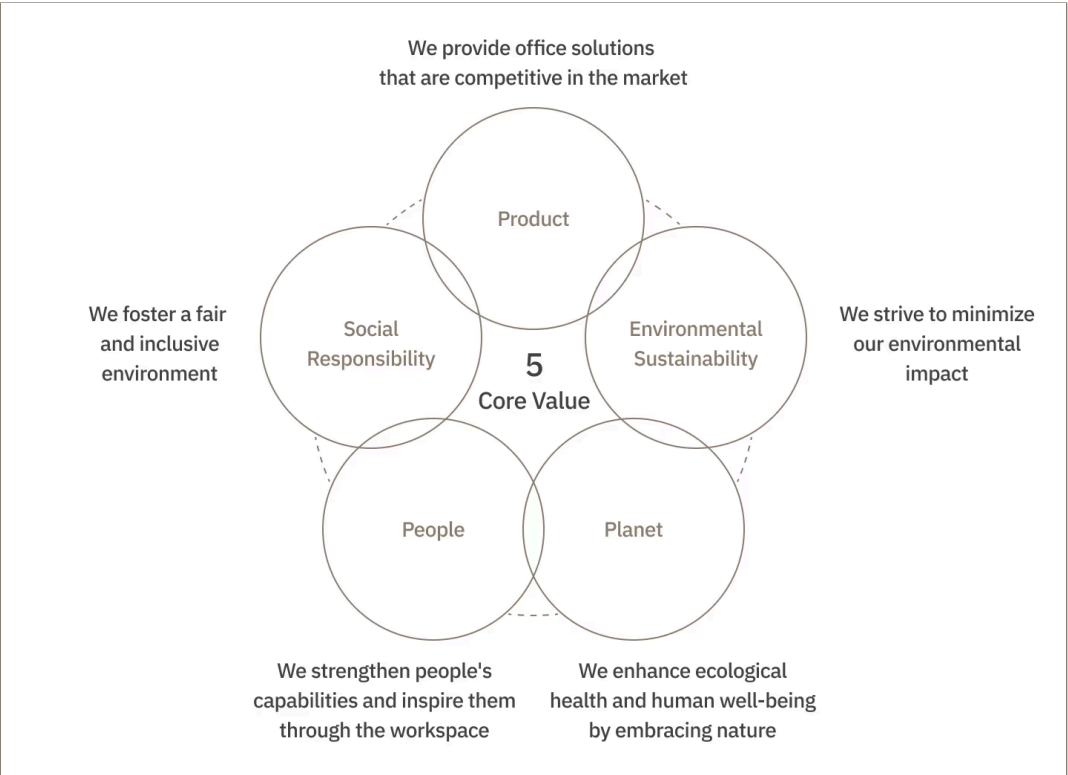 We provide office solutions
that are competitive in the market
Product
Social
Responsibility
Environmental
Sustainability
We foster a fair
and inclusive
environment
We strive to minimize
our environmental
impact
5
Core Value
People
Planet
We strengthen people's
capabilities and inspire them
through the workspace
We enhance ecological
health and human well-being
by embracing nature